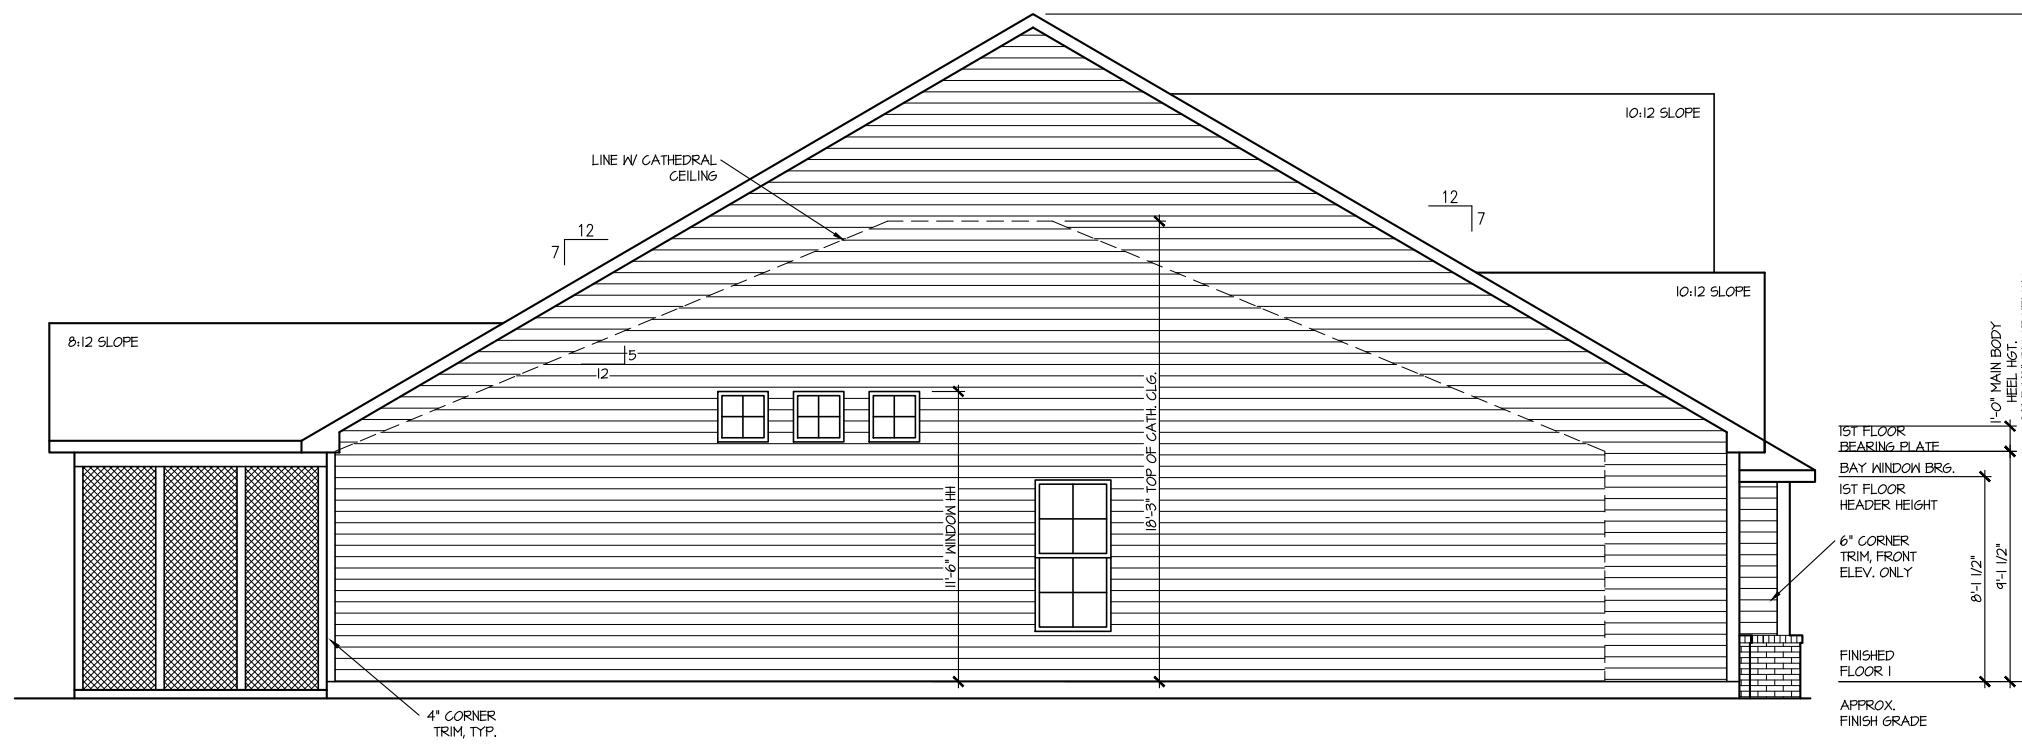 10:12 SLOPE
LINE W/ CATHEDRAL
CEILING
12
7
12
7
10:12 SLOPE
8:12 SLOPE
5
12
18'-3" TOP OF CATH. CLG.
11'-6" WINDOW HH
1'-0" MAIN BODY
HEEL HGT.
1ST FLOOR
BEARING PLATE
BAY WINDOW BRG.
1ST FLOOR
HEADER HEIGHT
6" CORNER
TRIM, FRONT
ELEV. ONLY
8'-1 1/2"
9'-1 1/2"
FINISHED
FLOOR 1
APPROX.
FINISH GRADE
4" CORNER
TRIM, TYP.